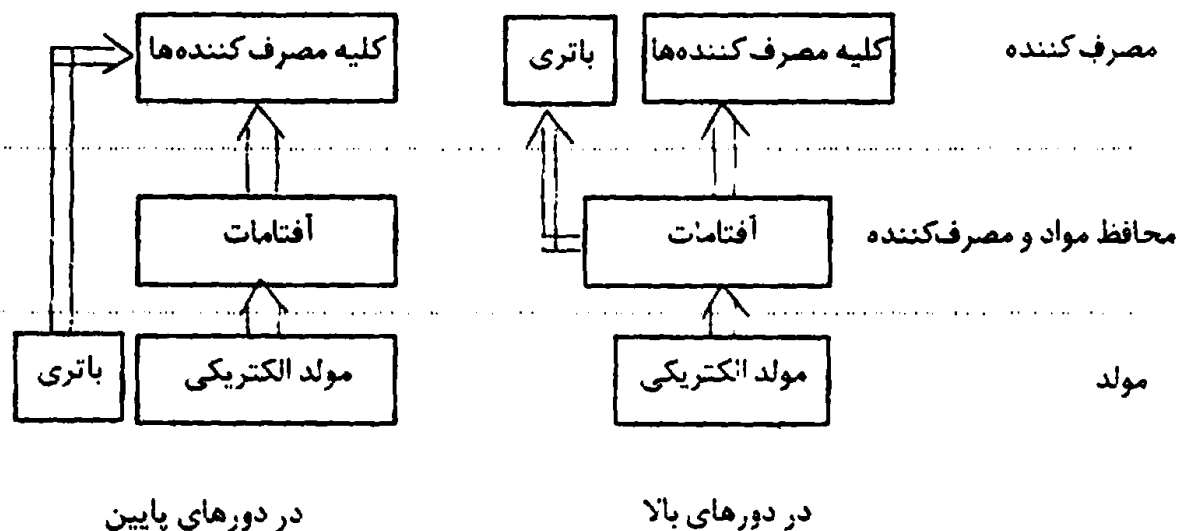 مصرف کننده
کلیه مصرف کننده‌ها
باتری
کلیه مصرف کننده‌ها
محافظ مواد و مصرف‌کننده
آفتامات
آفتامات
مولد
مولد الکتریکی
مولد الکتریکی
باتری
در دورهای بالا
در دورهای پایین